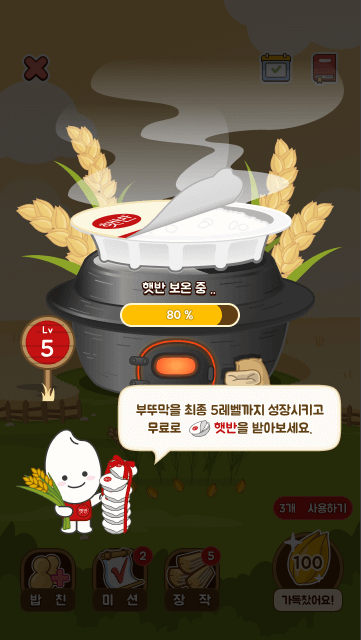 햇반
햇반 보온 중 ..
80 %
Lv
5
부뚜막을 최종 5레벨까지 성장시키고
무료로 햇반을 받아보세요.
햇반
3개 사용하기
2
5
100
밥 친
미 션
장 작
가득찼어요!